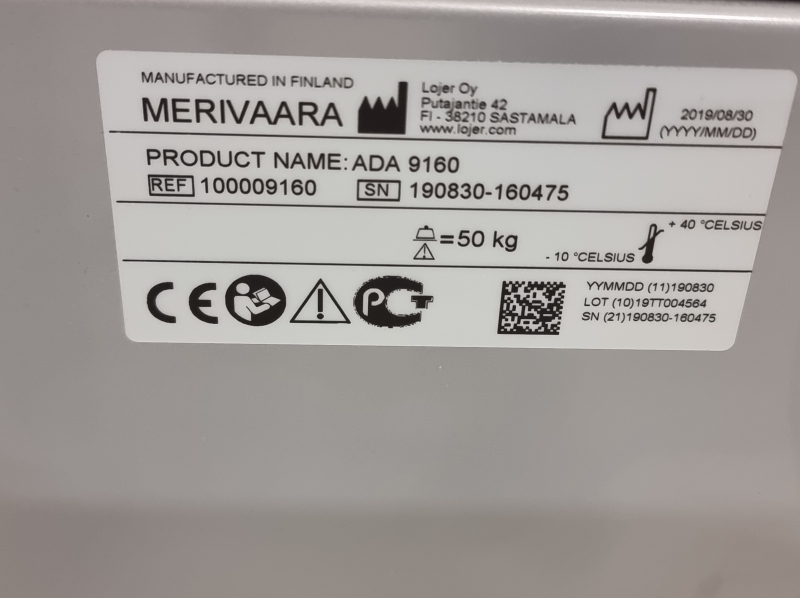 MANUFACTURED IN FINLAND
MERIVAARA
Lojer Oy
Putajantie 42
FI - 38210 SASTAMALA
www.lojer.com
2019/08/30
(YYYY/MM/DD)
PRODUCT NAME: ADA 9160
REF 100009160 SN 190830-160475
=50 kg
- 10 °CELSIUS
+ 40 °CELSIUS
CE
PCT
YYMMDD (11)190830
LOT (10)19TT004564
SN (21)190830-160475